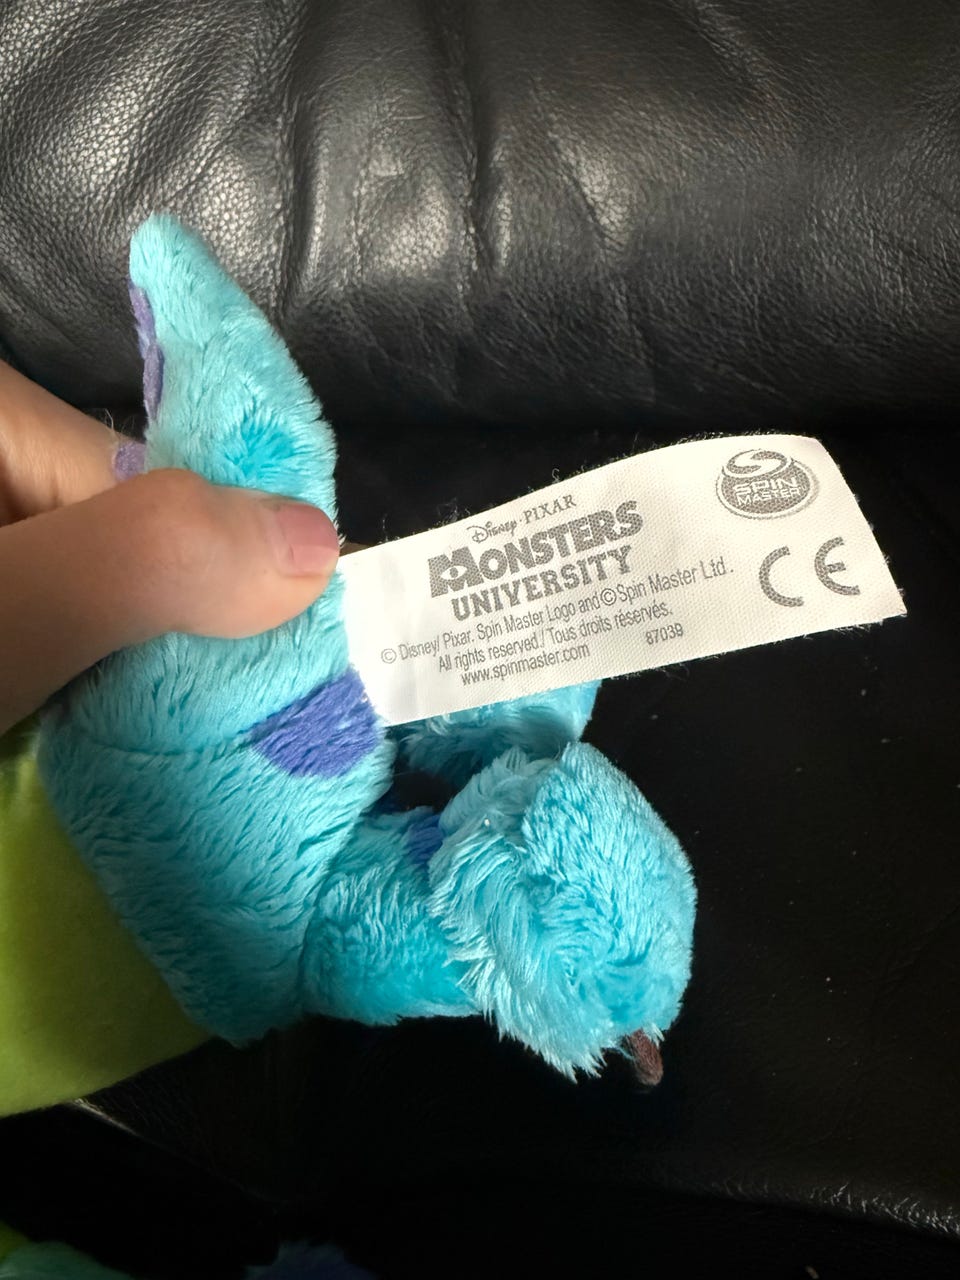 Disney·PIXAR
MONSTERS
UNIVERSITY
© Disney/ Pixar. Spin Master Logo and © Spin Master Ltd.
All rights reserved./ Tous droits réservés.
www.spinmaster.com
67039
SPIN
MASTER
CE